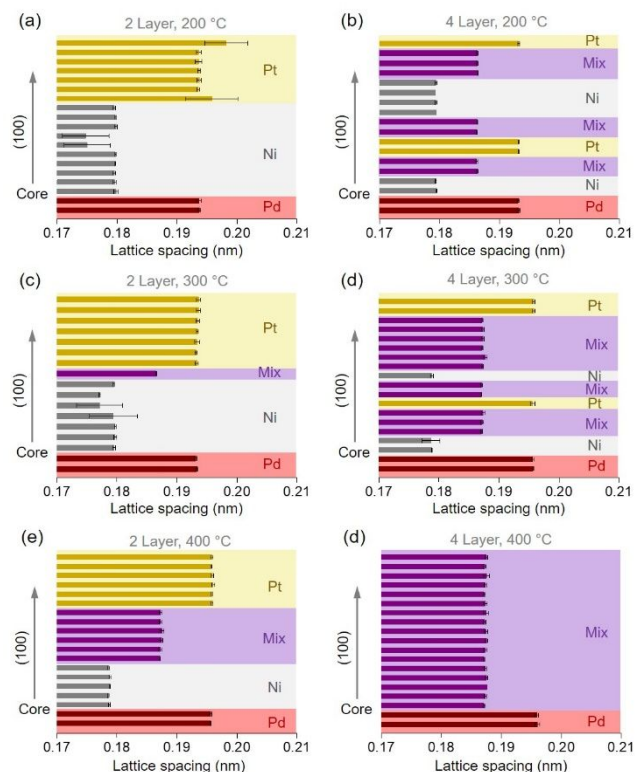 (a)
2 Layer, 200 °C
Pt
Ni
Pd
(100)
Core
0.17 0.18 0.19 0.20 0.21
Lattice spacing (nm)
(b)
4 Layer, 200 °C
Pt
Mix
Ni
Mix
Pt
Mix
Ni
Pd
(100)
Core
0.17 0.18 0.19 0.20 0.21
Lattice spacing (nm)
(c)
2 Layer, 300 °C
Pt
Mix
Ni
Pd
(100)
Core
0.17 0.18 0.19 0.20 0.21
Lattice spacing (nm)
(d)
4 Layer, 300 °C
Pt
Mix
Ni
Mix
Pt
Mix
Ni
Pd
(100)
Core
0.17 0.18 0.19 0.20 0.21
Lattice spacing (nm)
(e)
2 Layer, 400 °C
Pt
Mix
Ni
Pd
(100)
Core
0.17 0.18 0.19 0.20 0.21
Lattice spacing (nm)
(d)
4 Layer, 400 °C
Mix
Pd
(100)
Core
0.17 0.18 0.19 0.20 0.21
Lattice spacing (nm)